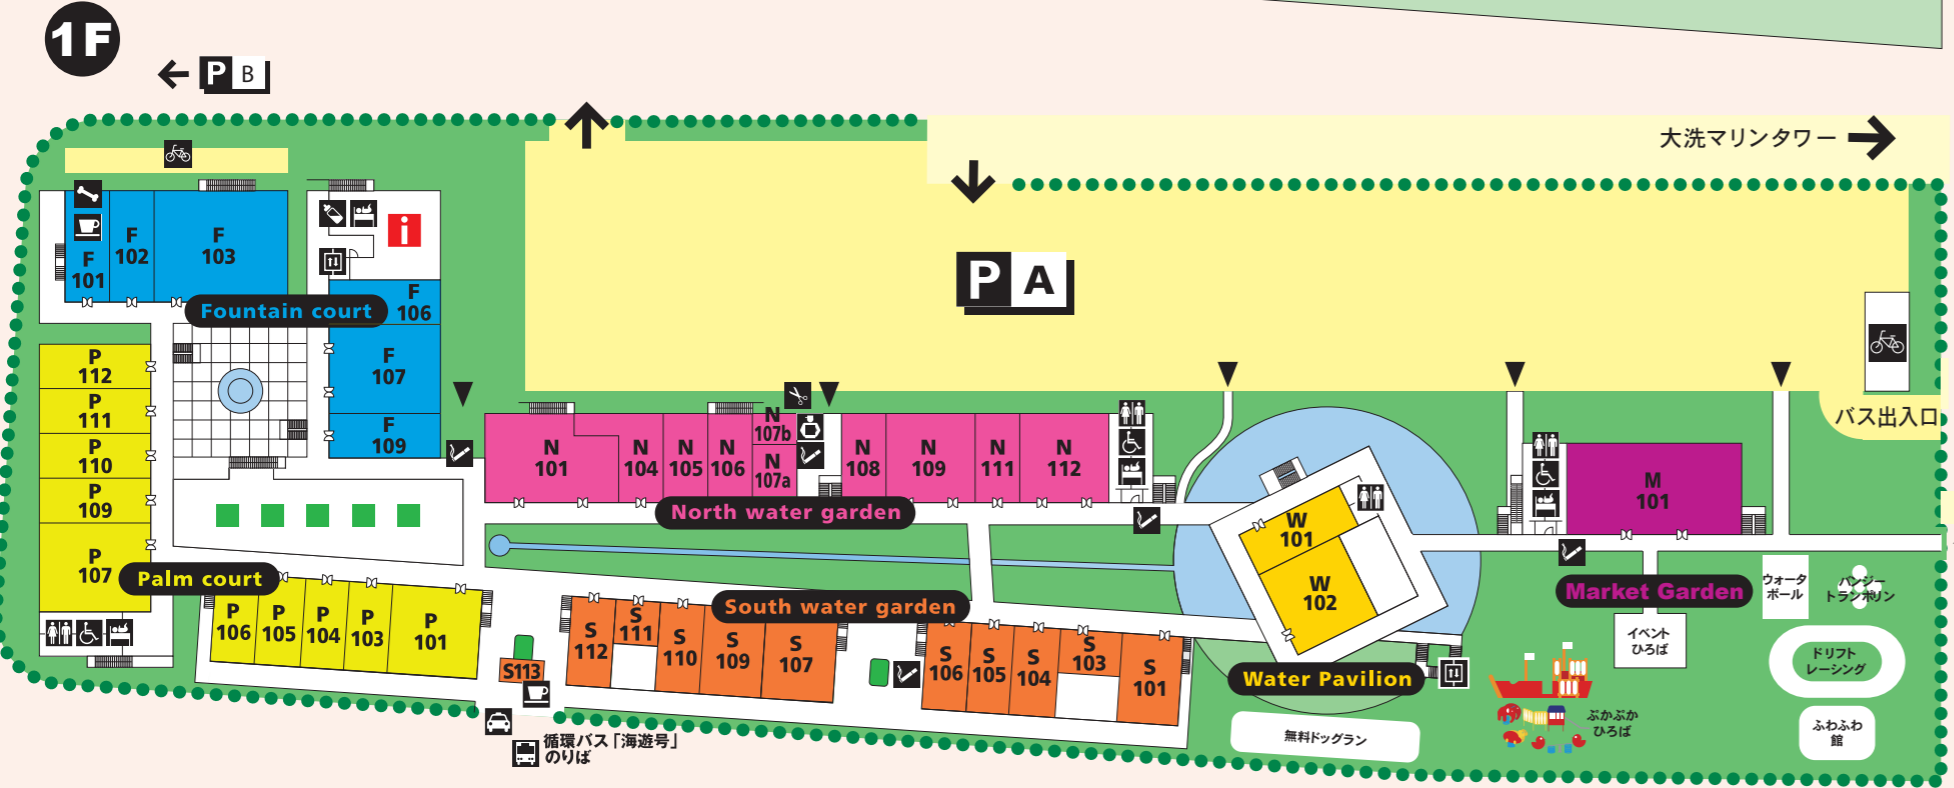 1F
P B
大洗マリンタワー
P A
バス出入口
F
101
F
102
F
103
i
Fountain court
F
106
F
107
F
109
P
112
P
111
P
110
P
109
P
107
Palm court
P
106
P
105
P
104
P
103
P
101
N
101
N
104
N
105
N
106
N
107b
N
107a
N
108
N
109
N
111
N
112
North water garden
South water garden
S113
S
112
S
111
S
110
S
109
S
107
S
106
S
105
S
104
S
103
S
101
循環バス「海遊号」
のりば
W
101
W
102
Water Pavilion
M
101
Market Garden
イベント
ひろば
ウォータ
ボール
バンジー
トランポリン
ドリフト
レーシング
ふわふわ
館
ぷかぷか
ひろば
無料ドッグラン